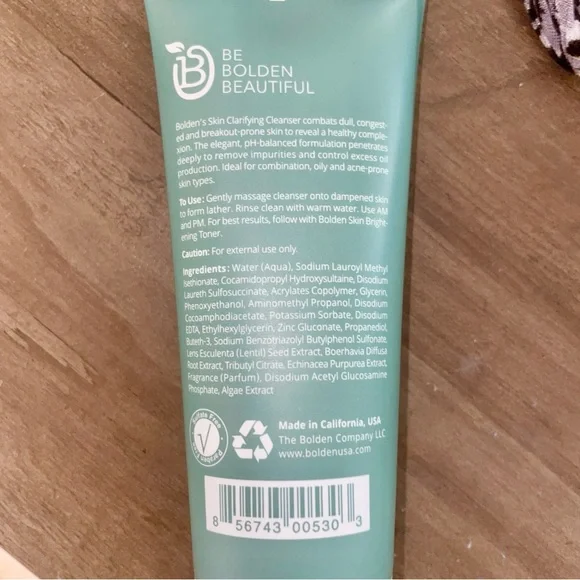 B
BE
BOLDEN
BEAUTIFUL
Bolden's Skin Clarifying Cleanser combats dull, congest-
ed and breakout-prone skin to reveal a healthy comple-
xion. The elegant, pH-balanced formulation penetrates
deeply to remove impurities and control excess oil
production. Ideal for combination, oily and acne-prone
skin types.
To Use: Gently massage cleanser onto dampened skin
to form lather. Rinse clean with warm water. Use AM
and PM. For best results, follow with Bolden Skin Bright-
ening Toner.
Caution: For external use only.
Ingredients: Water (Aqua), Sodium Lauroyl Methyl
Isethionate, Cocamidopropyl Hydroxysultaine, Disodium
Laureth Sulfosuccinate, Acrylates Copolymer, Glycerin,
Phenoxyethanol, Aminomethyl Propanol, Disodium
Cocoamphodiacetate, Potassium Sorbate, Disodium
EDTA, Ethylhexylglycerin, Zinc Gluconate, Propanediol,
Buteth-3, Sodium Benzotriazolyl Butylphenol Sulfonate,
Lens Esculenta (Lentil) Seed Extract, Boerhavia Diffusa
Root Extract, Tributyl Citrate, Echinacea Purpurea Extract,
Fragrance (Parfum), Disodium Acetyl Glucosamine
Phosphate, Algae Extract
Sulfate Free
Paraben Free
Made in California, USA
The Bolden Company LLC
www.boldenusa.com
8 56743 00530 3